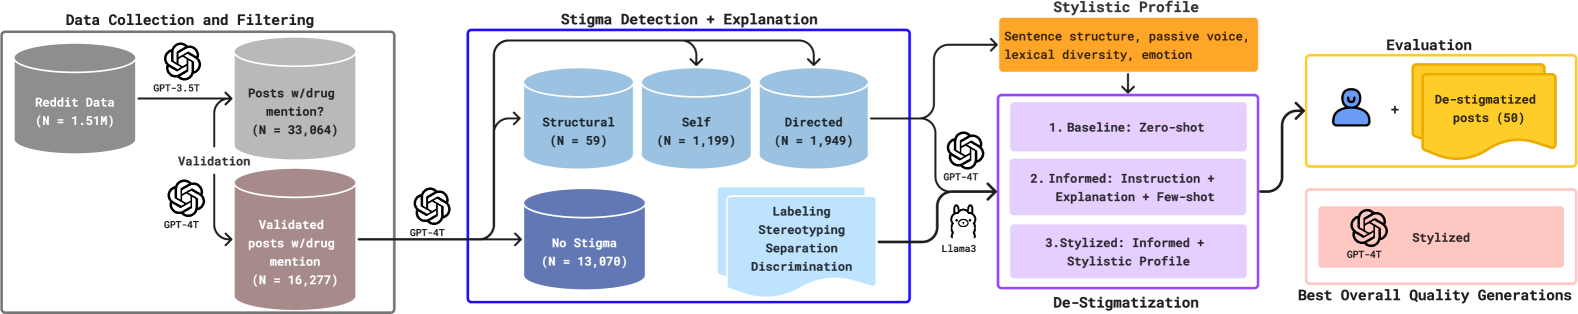 Data Collection and Filtering
Reddit Data
(N = 1.51M)
GPT-3.5T
Posts w/drug
mention?
(N = 33,064)
Validation
GPT-4T
Validated
posts w/drug
mention
(N = 16,277)
GPT-4T
Stigma Detection + Explanation
Structural
(N = 59)
Self
(N = 1,199)
Directed
(N = 1,949)
No Stigma
(N = 13,070)
Labeling
Stereotyping
Separation
Discrimination
Stylistic Profile
Sentence structure, passive voice,
lexical diversity, emotion
GPT-4T
Llama3
1. Baseline: Zero-shot
2. Informed: Instruction +
Explanation + Few-shot
3.Stylized: Informed +
Stylistic Profile
De-Stigmatization
Evaluation
+
De-stigmatized
posts (50)
GPT-4T
Stylized
Best Overall Quality Generations